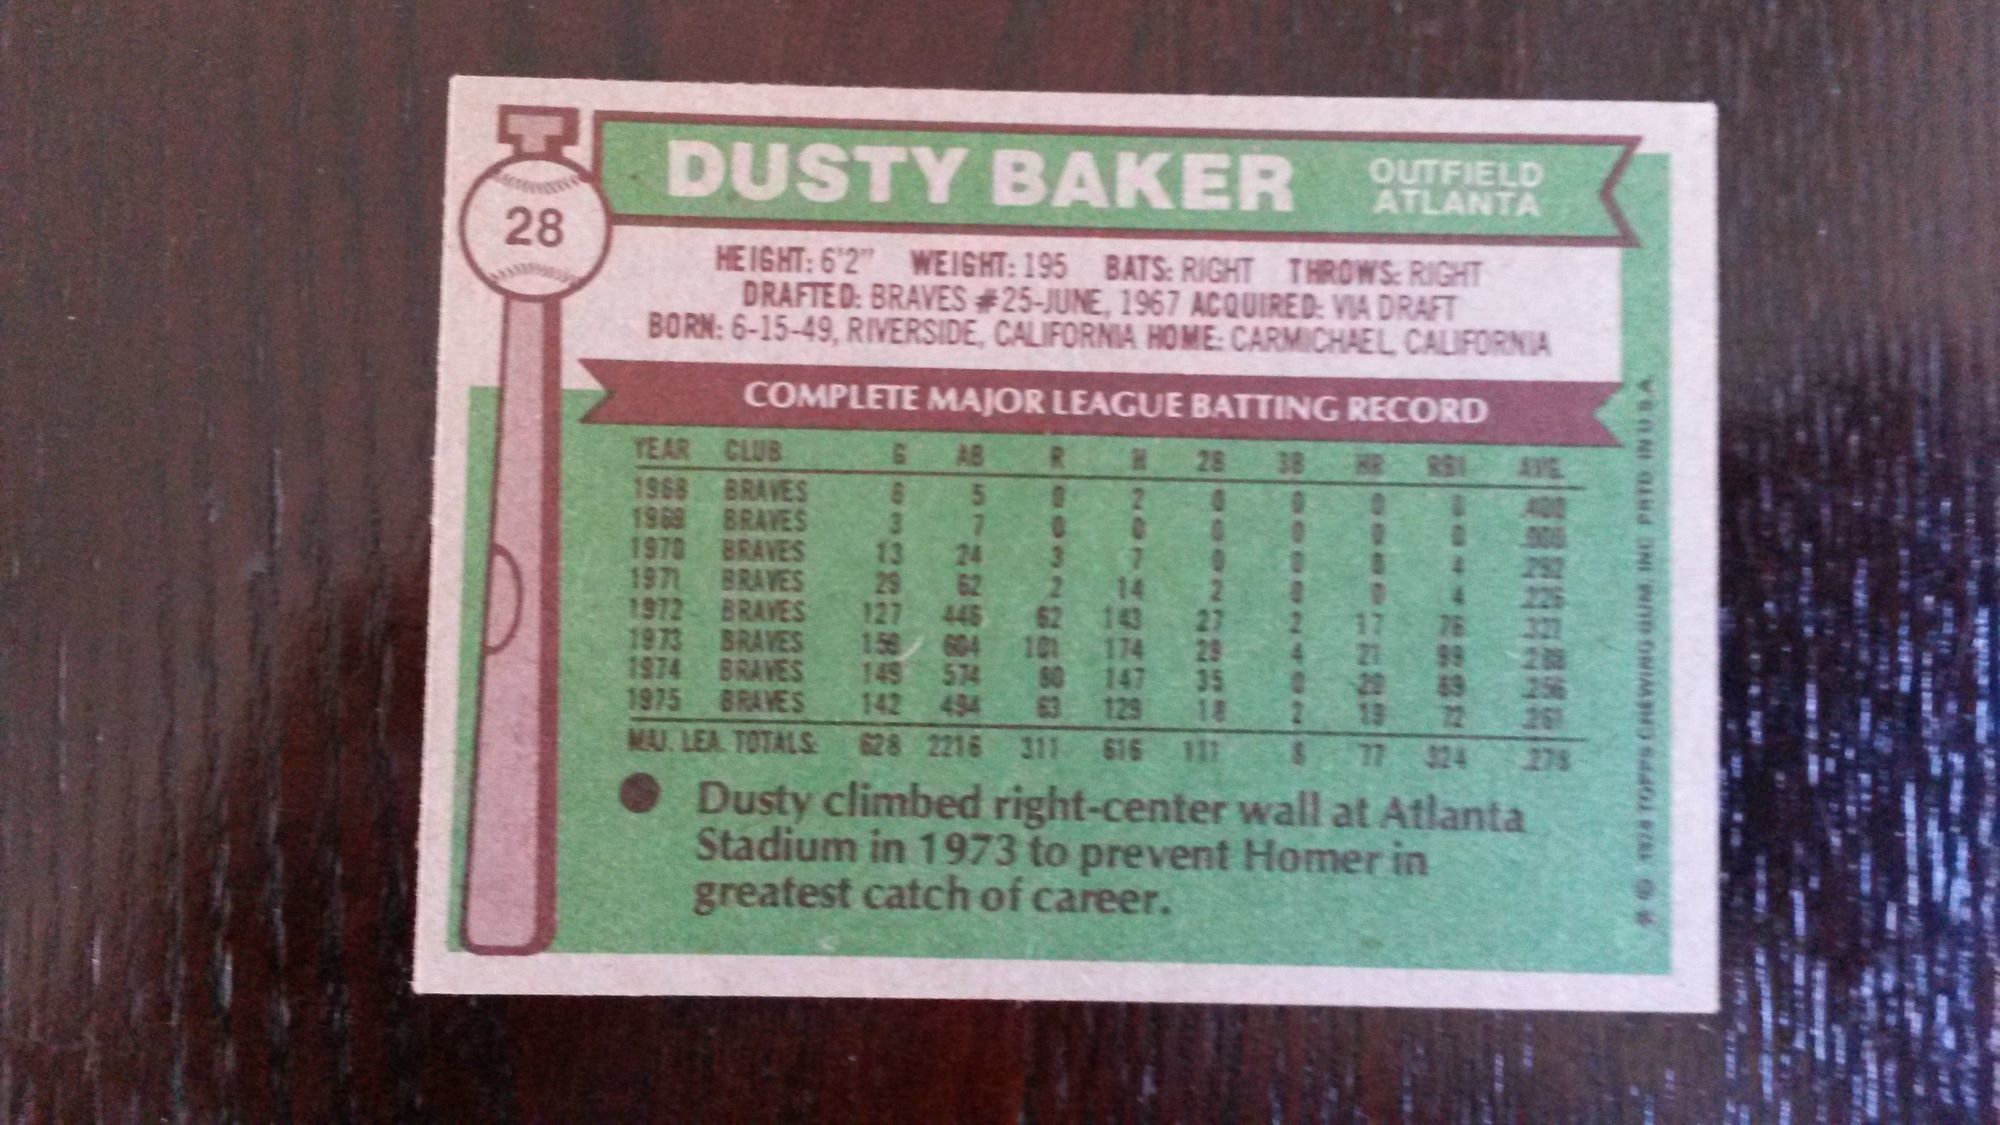 T
28
DUSTY BAKER
OUTFIELD
ATLANTA
HEIGHT: 6'2" WEIGHT: 195 BATS: RIGHT THROWS: RIGHT
DRAFTED: BRAVES #25-JUNE, 1967 ACQUIRED: VIA DRAFT
BORN: 6-15-49, RIVERSIDE, CALIFORNIA HOME: CARMICHAEL, CALIFORNIA
COMPLETE MAJOR LEAGUE BATTING RECORD
YEAR CLUB G AB R H 2B 3B HR RBI AVG.
1968 BRAVES 6 5 0 2 0 0 0 0 .400
1969 BRAVES 3 7 0 0 0 0 0 0 .000
1970 BRAVES 13 24 3 7 0 0 0 4 .292
1971 BRAVES 29 62 2 14 2 0 0 4 .226
1972 BRAVES 127 446 62 143 27 2 17 76 .321
1973 BRAVES 159 604 101 174 29 4 21 99 .288
1974 BRAVES 149 574 80 147 35 0 20 69 .256
1975 BRAVES 142 494 63 129 18 2 19 72 .261
MAJ. LEA. TOTALS: 628 2216 311 616 111 8 77 324 .278
Dusty climbed right-center wall at Atlanta
Stadium in 1973 to prevent Homer in
greatest catch of career.
* © TOPPS CHEWING GUM, INC. PRTD. IN U.S.A.